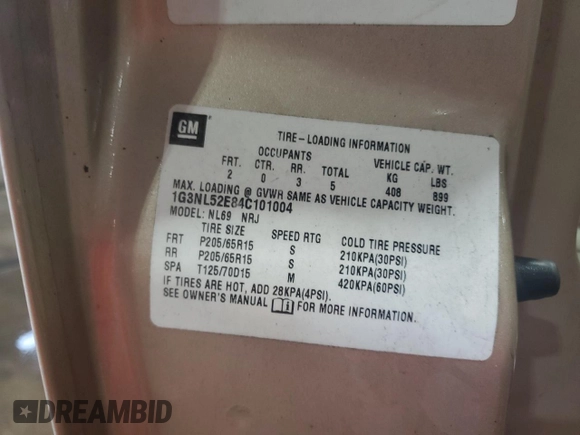 GM
TIRE-LOADING INFORMATION
OCCUPANTS VEHICLE CAP. WT.
FRT. CTR. RR. TOTAL KG LBS
2 0 3 5 408 899
MAX. LOADING @ GVWR SAME AS VEHICLE CAPACITY WEIGHT.
1G3NL52E84C101004
MODEL: NL69 NRJ
TIRE SIZE SPEED RTG COLD TIRE PRESSURE
FRT P205/65R15 S 210KPA(30PSI)
RR P205/65R15 S 210KPA(30PSI)
SPA T125/70D15 M 420KPA(60PSI)
IF TIRES ARE HOT, ADD 28KPA(4PSI).
SEE OWNER'S MANUAL FOR MORE INFORMATION.
DREAMBID